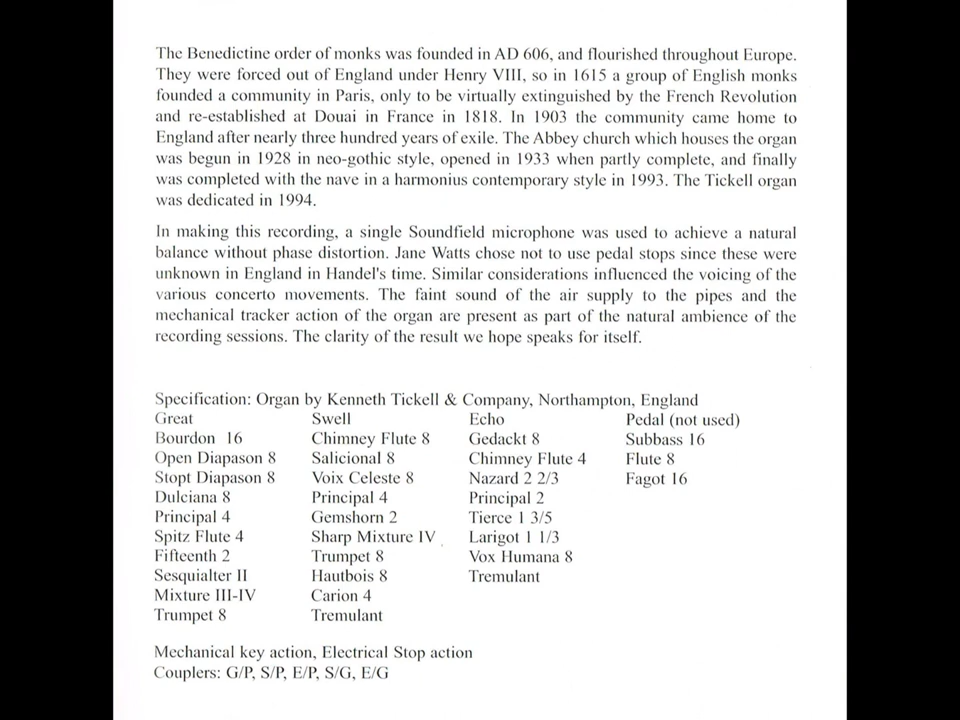 The Benedictine order of monks was founded in AD 606, and flourished throughout Europe.
They were forced out of England under Henry VIII, so in 1615 a group of English monks
founded a community in Paris, only to be virtually extinguished by the French Revolution
and re-established at Douai in France in 1818. In 1903 the community came home to
England after nearly three hundred years of exile. The Abbey church which houses the organ
was begun in 1928 in neo-gothic style, opened in 1933 when partly complete, and finally
was completed with the nave in a harmonius contemporary style in 1993. The Tickell organ
was dedicated in 1994.
In making this recording, a single Soundfield microphone was used to achieve a natural
balance without phase distortion. Jane Watts chose not to use pedal stops since these were
unknown in England in Handel's time. Similar considerations influenced the voicing of the
various concerto movements. The faint sound of the air supply to the pipes and the
mechanical tracker action of the organ are present as part of the natural ambience of the
recording sessions. The clarity of the result we hope speaks for itself.
Specification: Organ by Kenneth Tickell & Company, Northampton, England
Great Swell Echo Pedal (not used)
Bourdon 16 Chimney Flute 8 Gedackt 8 Subbass 16
Open Diapason 8 Salicional 8 Chimney Flute 4 Flute 8
Stopt Diapason 8 Voix Celeste 8 Nazard 2 2/3 Fagot 16
Dulciana 8 Principal 4 Principal 2
Principal 4 Gemshorn 2 Tierce 1 3/5
Spitz Flute 4 Sharp Mixture IV Larigot 1 1/3
Fifteenth 2 Trumpet 8 Vox Humana 8
Sesquialter II Hautbois 8 Tremulant
Mixture III-IV Carion 4
Trumpet 8 Tremulant
Mechanical key action, Electrical Stop action
Couplers: G/P, S/P, E/P, S/G, E/G